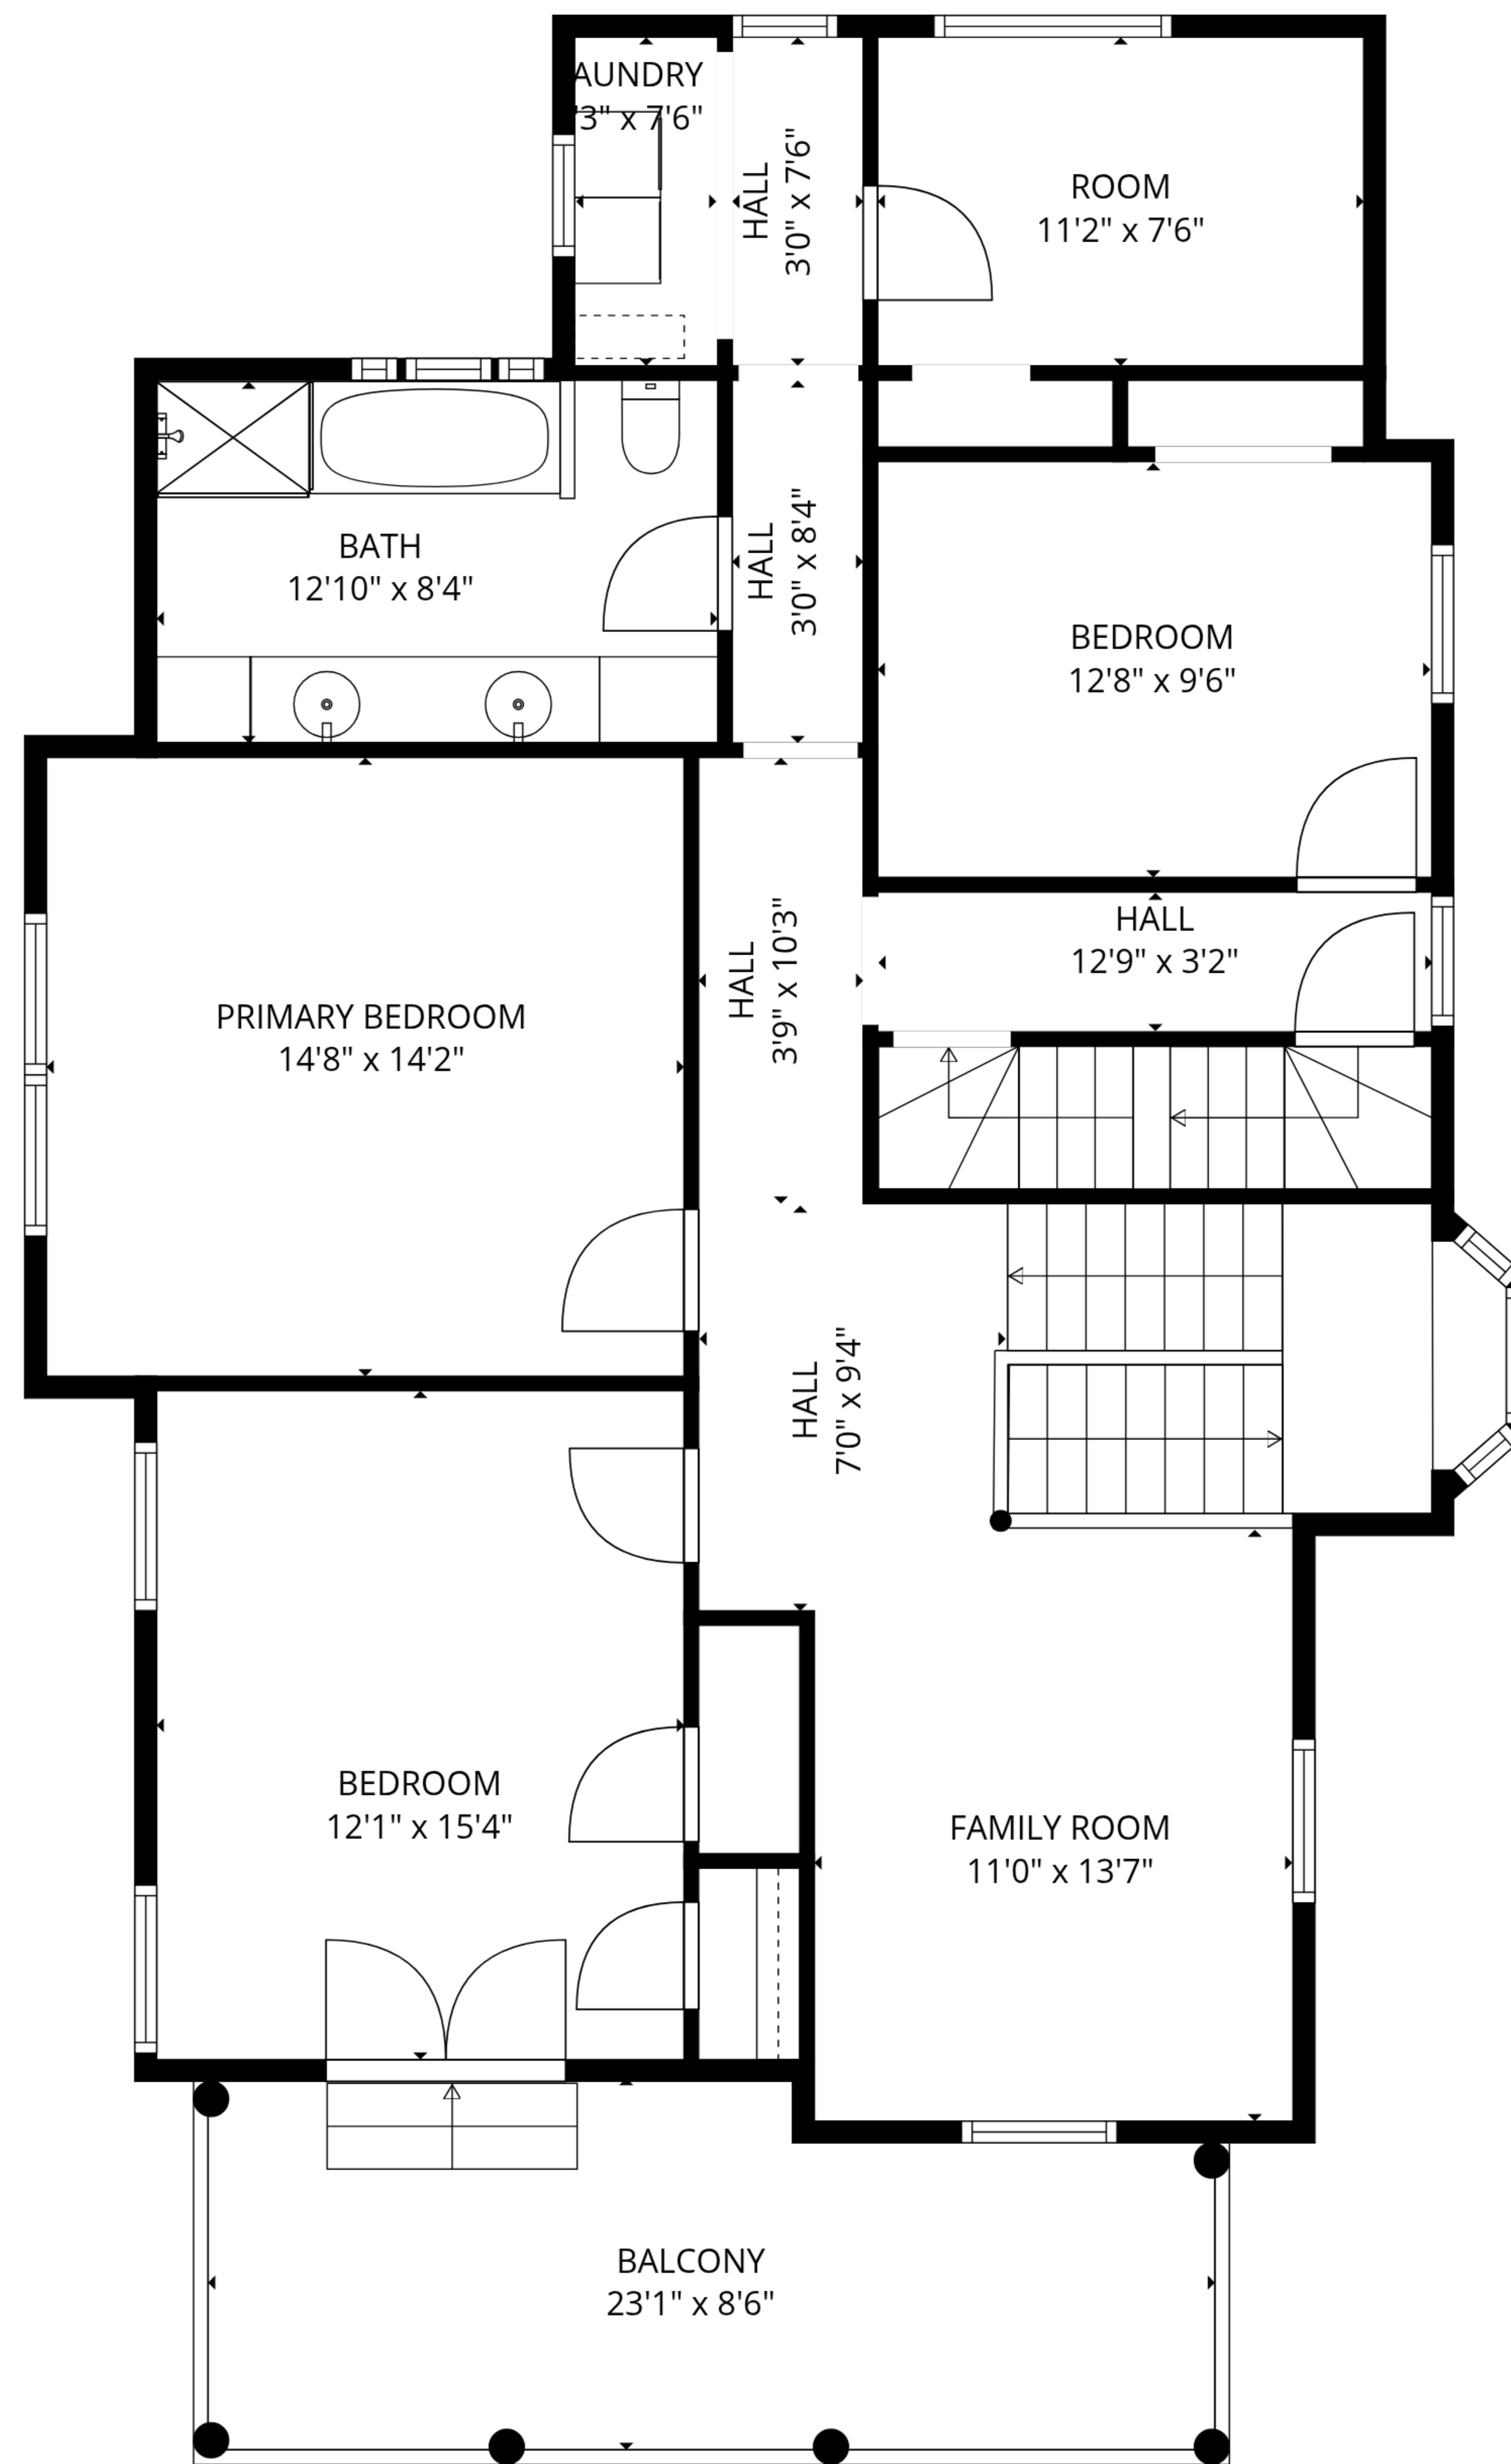 AUNDRY
'3" x 7'6"
HALL
3'0" x 7'6"
ROOM
11'2" x 7'6"
BATH
12'10" x 8'4"
HALL
3'0" x 8'4"
BEDROOM
12'8" x 9'6"
HALL
12'9" x 3'2"
HALL
3'9" x 10'3"
PRIMARY BEDROOM
14'8" x 14'2"
HALL
7'0" x 9'4"
BEDROOM
12'1" x 15'4"
FAMILY ROOM
11'0" x 13'7"
BALCONY
23'1" x 8'6"